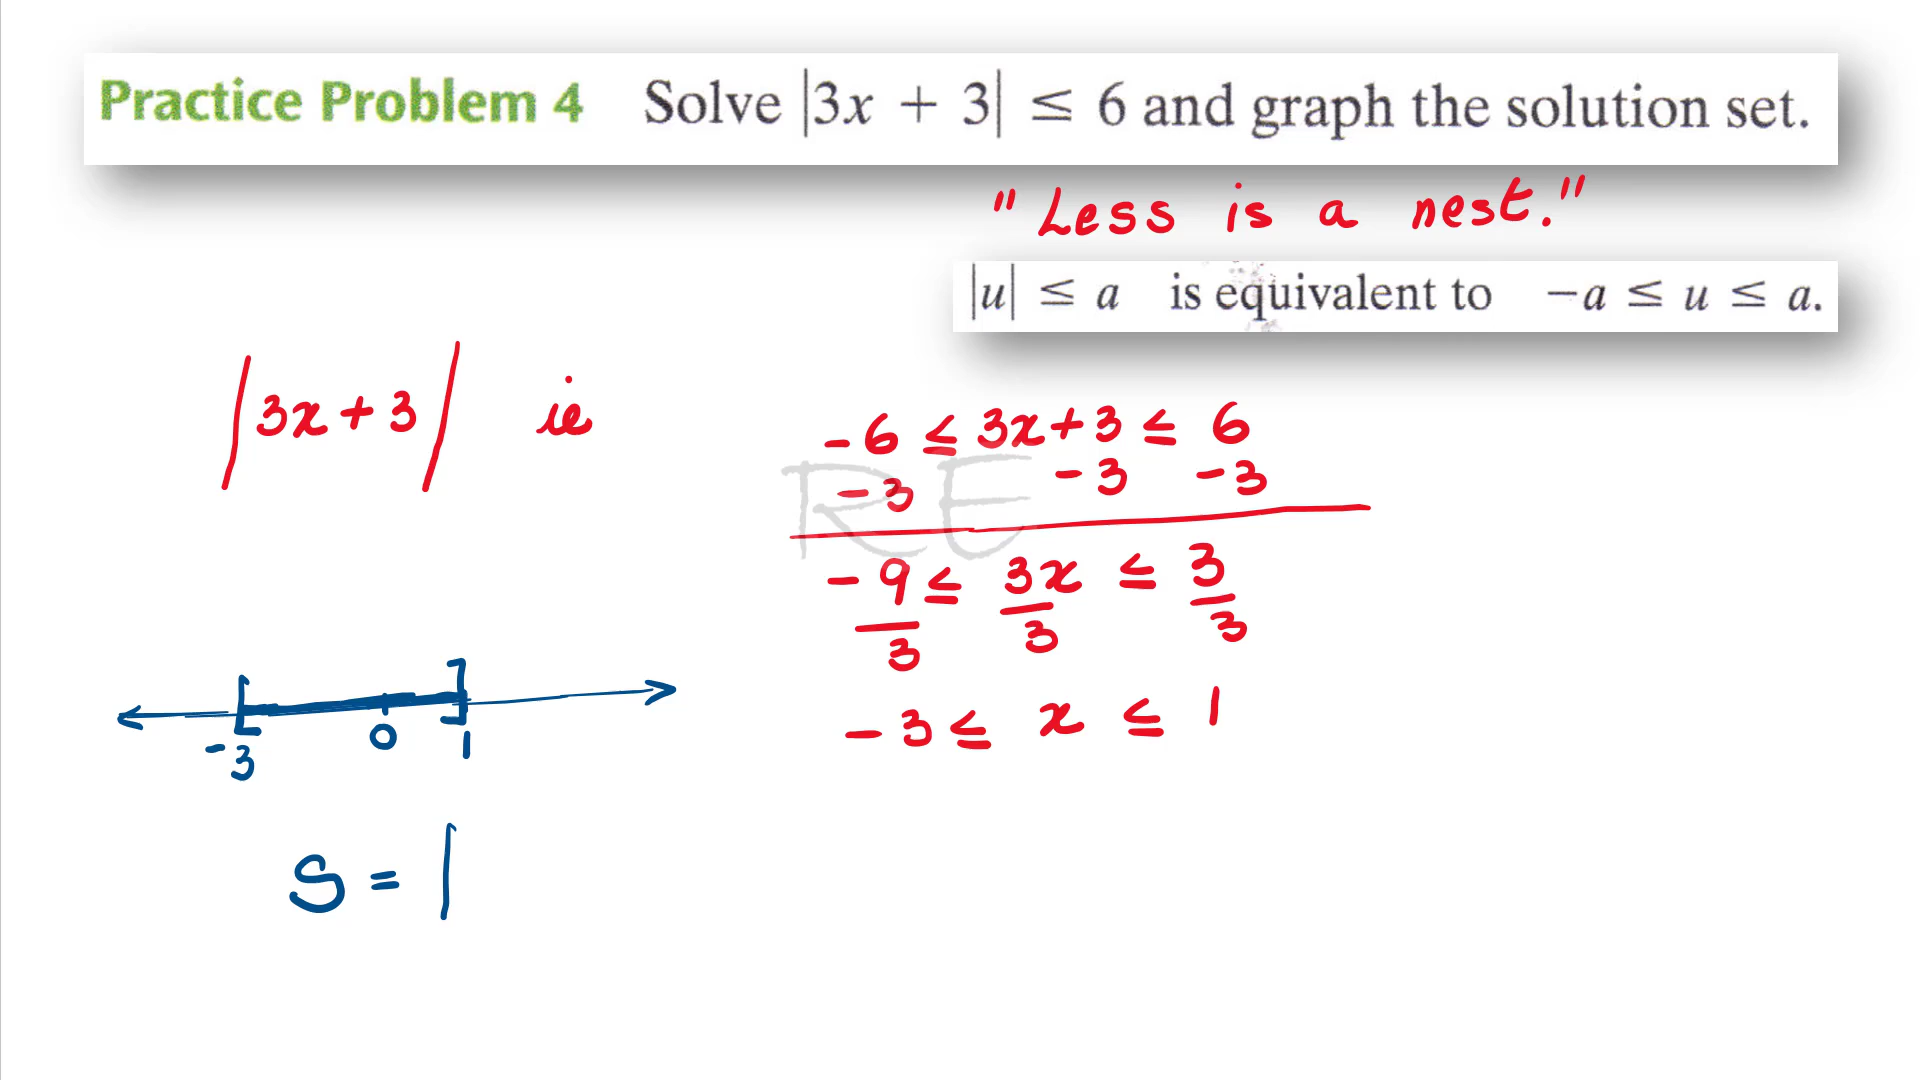 Practice Problem 4 Solve |3x + 3| ≤ 6 and graph the solution set.
"Less is a nest."
|u| ≤ a is equivalent to −a ≤ u ≤ a.
|3x+3| ie
-6 ≤ 3x+3 ≤ 6
-3 -3 -3
RE
-9 ≤ 3x ≤ 3
3 3 3
-3 ≤ x ≤ 1
[ ]
-3 0 1
S = [